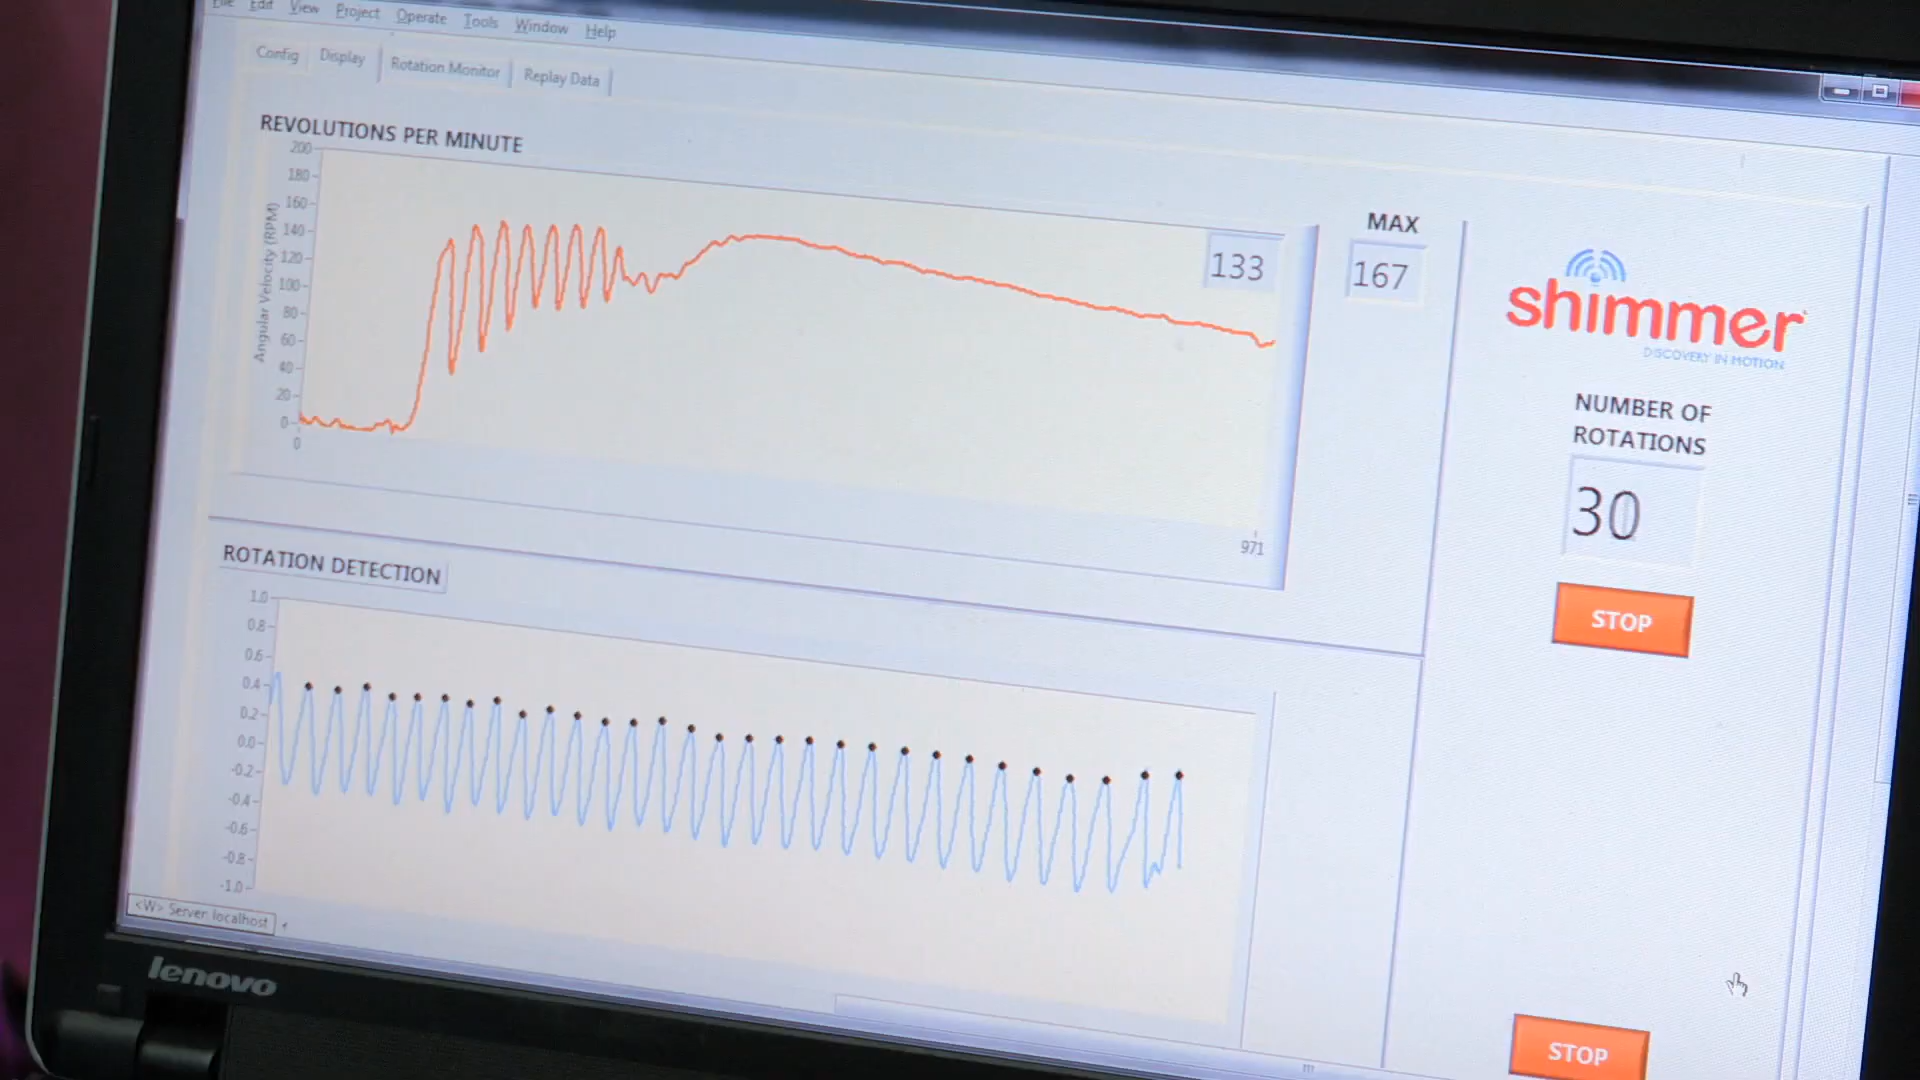 File Edit View Project Operate Tools Window Help
Config Display Rotation Monitor Replay Data
REVOLUTIONS PER MINUTE
200
180
160
140
120
100
80
60
40
20
0
Angular Velocity (RPM)
0
971
133
MAX
167
shimmer
DISCOVERY IN MOTION
NUMBER OF
ROTATIONS
30
STOP
ROTATION DETECTION
1.0
0.8
0.6
0.4
0.2
0.0
-0.2
-0.4
-0.6
-0.8
-1.0
<W> Server: localhost
STOP
lenovo